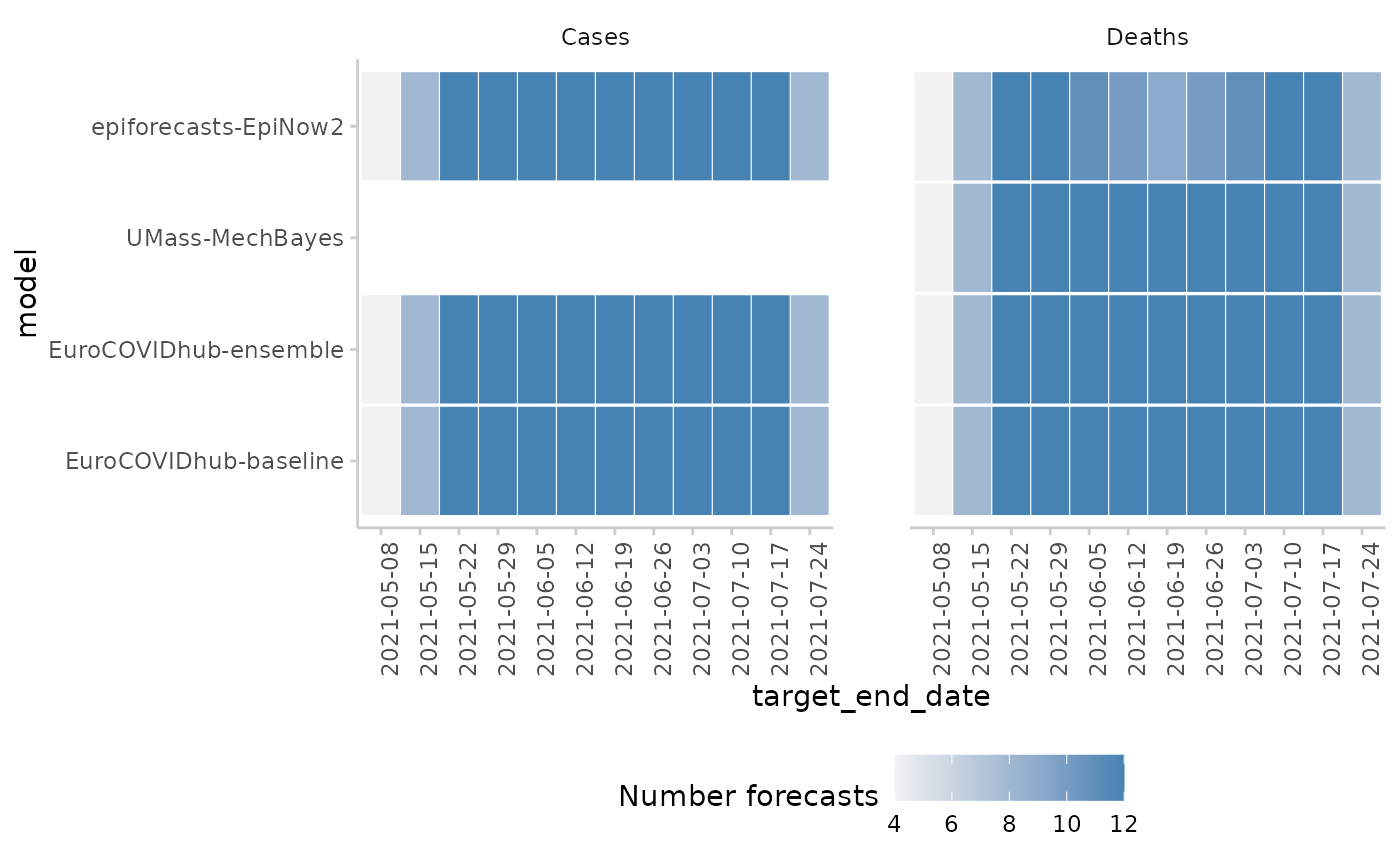 Cases
Deaths
model
epiforecasts-EpiNow2
UMass-MechBayes
EuroCOVIDhub-ensemble
EuroCOVIDhub-baseline
2021-05-08
2021-05-15
2021-05-22
2021-05-29
2021-06-05
2021-06-12
2021-06-19
2021-06-26
2021-07-03
2021-07-10
2021-07-17
2021-07-24
2021-05-08
2021-05-15
2021-05-22
2021-05-29
2021-06-05
2021-06-12
2021-06-19
2021-06-26
2021-07-03
2021-07-10
2021-07-17
2021-07-24
target_end_date
Number forecasts
4 6 8 10 12